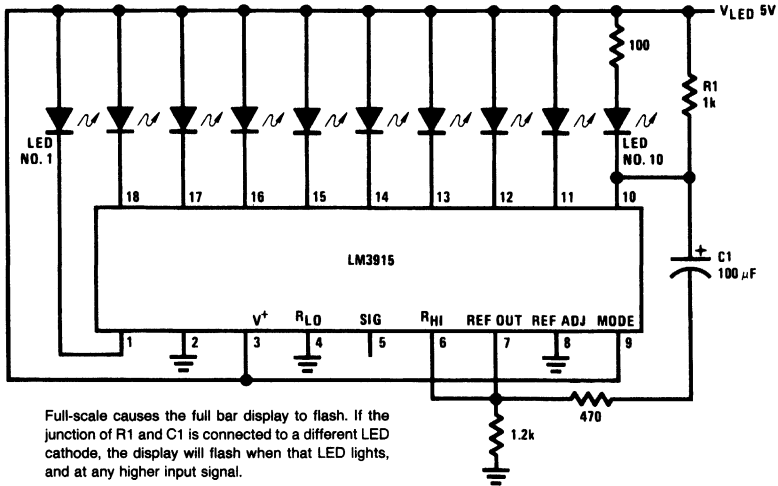 V LED 5V
100
R1
1k
LED
NO. 1
LED
NO. 10
18 17 16 15 14 13 12 11 10
LM3915
C1
+
100 μF
V+ RLO SIG RHI REF OUT REF ADJ MODE
1 2 3 4 5 6 7 8 9
470
1.2k
Full-scale causes the full bar display to flash. If the
junction of R1 and C1 is connected to a different LED
cathode, the display will flash when that LED lights,
and at any higher input signal.